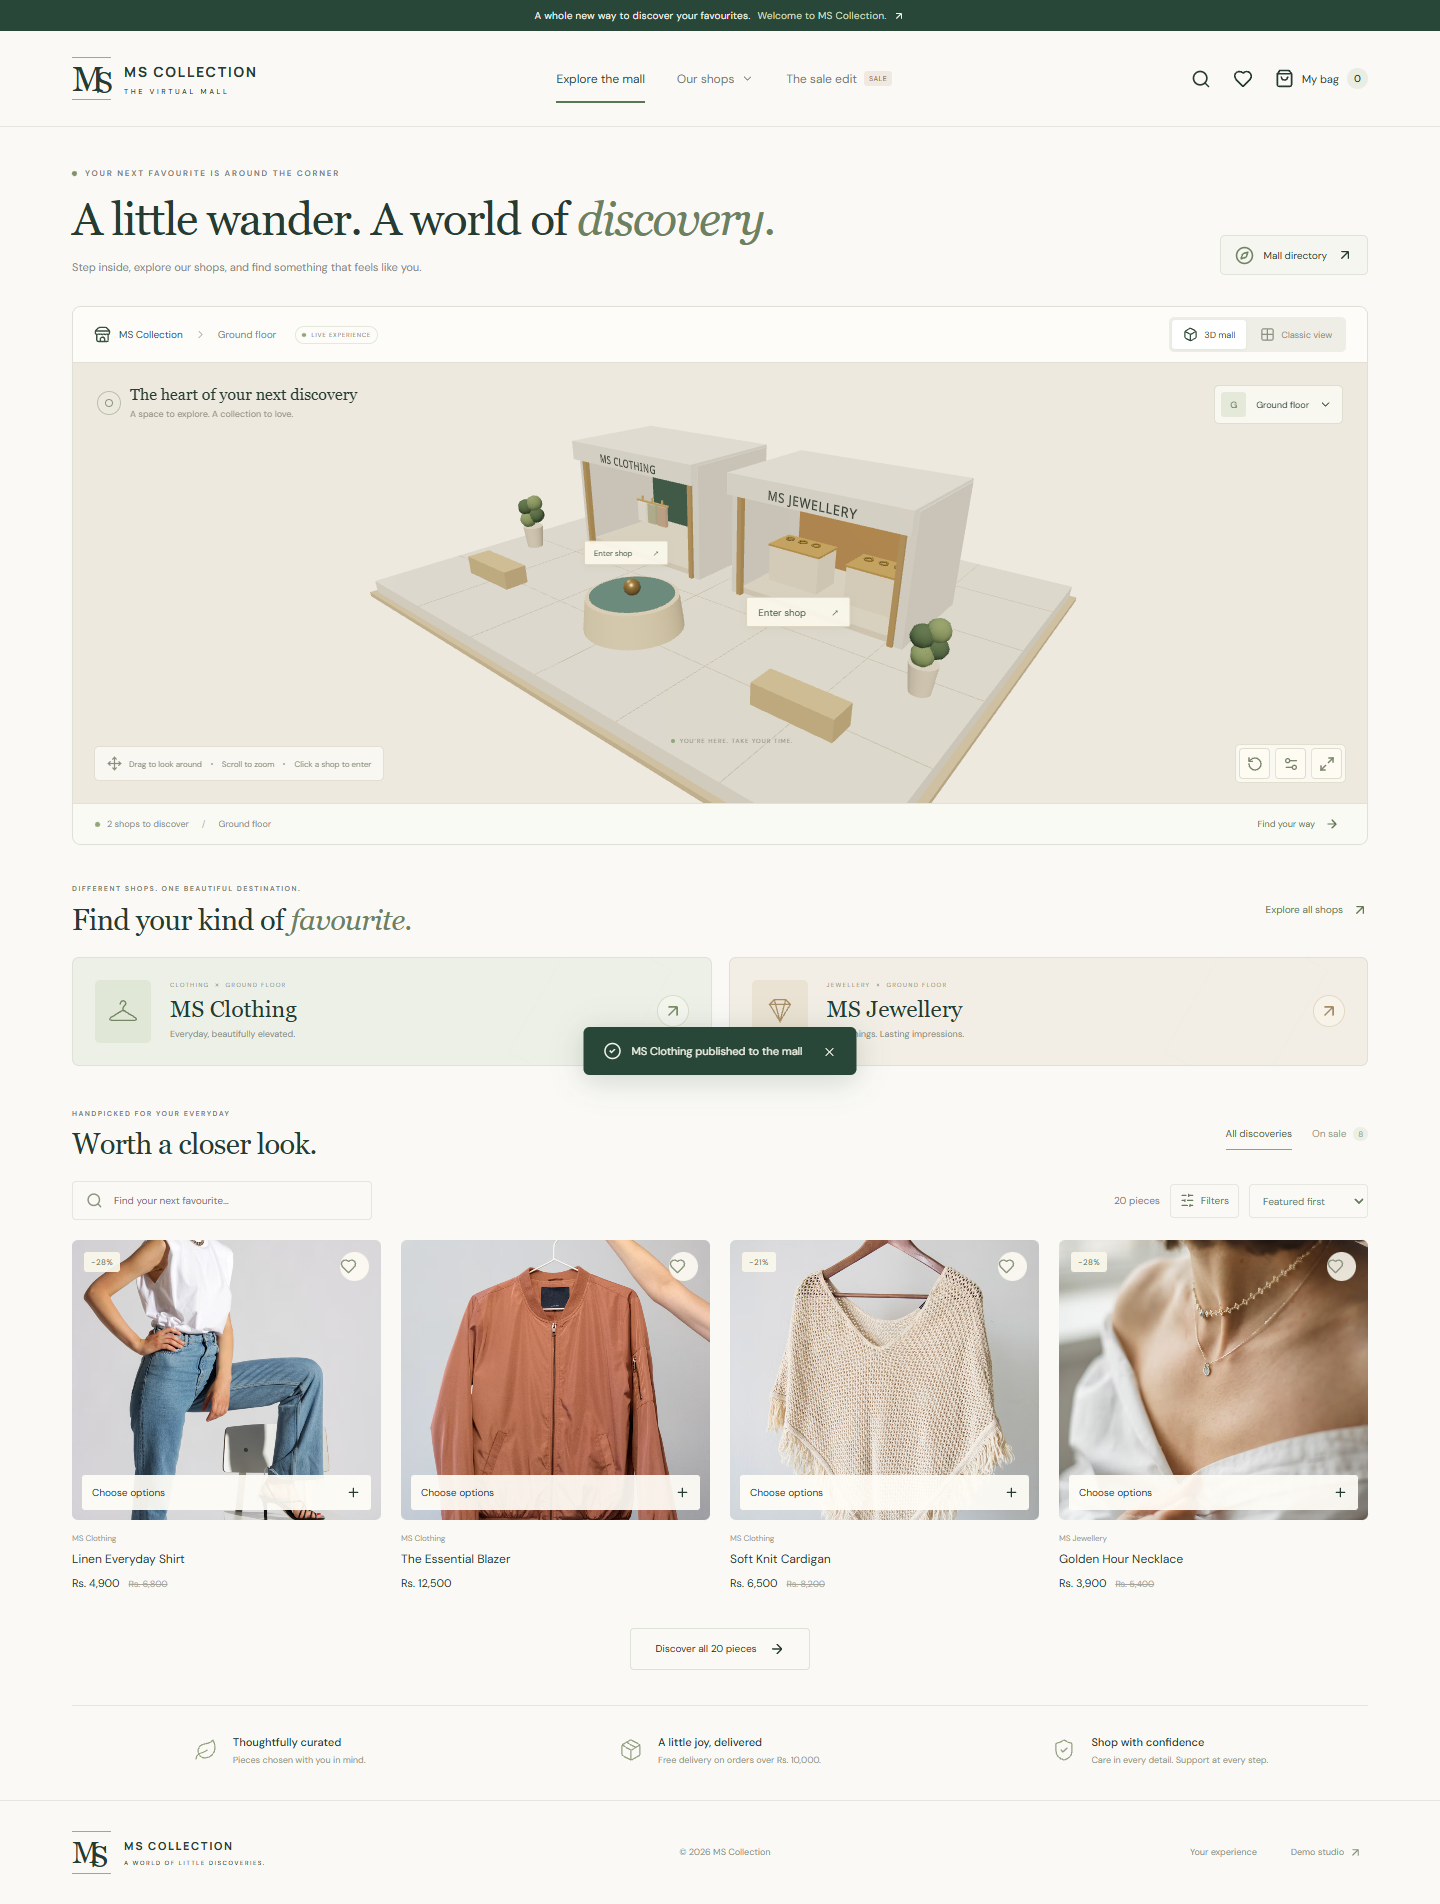 A whole new way to discover your favourites. Welcome to MS Collection.
MS
MS COLLECTION
THE VIRTUAL MALL
Explore the mall
Our shops
The sale edit
SALE
My bag
0
YOUR NEXT FAVOURITE IS AROUND THE CORNER
A little wander. A world of discovery.
Step inside, explore our shops, and find something that feels like you.
Mall directory
MS Collection
Ground floor
LIVE EXPERIENCE
3D mall
Classic view
The heart of your next discovery
A space to explore. A collection to love.
G
Ground floor
MS CLOTHING
MS JEWELLERY
Enter shop
Enter shop
YOU'RE HERE. TAKE YOUR TIME.
Drag to look around • Scroll to zoom • Click a shop to enter
2 shops to discover / Ground floor
Find your way
DIFFERENT SHOPS. ONE BEAUTIFUL DESTINATION.
Find your kind of favourite.
Explore all shops
CLOTHING × GROUND FLOOR
MS Clothing
Everyday, beautifully elevated.
JEWELLERY × GROUND FLOOR
MS Jewellery
ings. Lasting impressions.
MS Clothing published to the mall
HANDPICKED FOR YOUR EVERYDAY
Worth a closer look.
All discoveries
On sale 8
Find your next favourite...
20 pieces
Filters
Featured first
-28%
-21%
-28%
Choose options
Choose options
Choose options
Choose options
MS Clothing
Linen Everyday Shirt
Rs. 4,900 Rs. 6,800
MS Clothing
The Essential Blazer
Rs. 12,500
MS Clothing
Soft Knit Cardigan
Rs. 6,500 Rs. 8,200
MS Jewellery
Golden Hour Necklace
Rs. 3,900 Rs. 5,400
Discover all 20 pieces
Thoughtfully curated
Pieces chosen with you in mind.
A little joy, delivered
Free delivery on orders over Rs. 10,000.
Shop with confidence
Care in every detail. Support at every step.
MS
MS COLLECTION
A WORLD OF LITTLE DISCOVERIES.
© 2026 MS Collection
Your experience
Demo studio